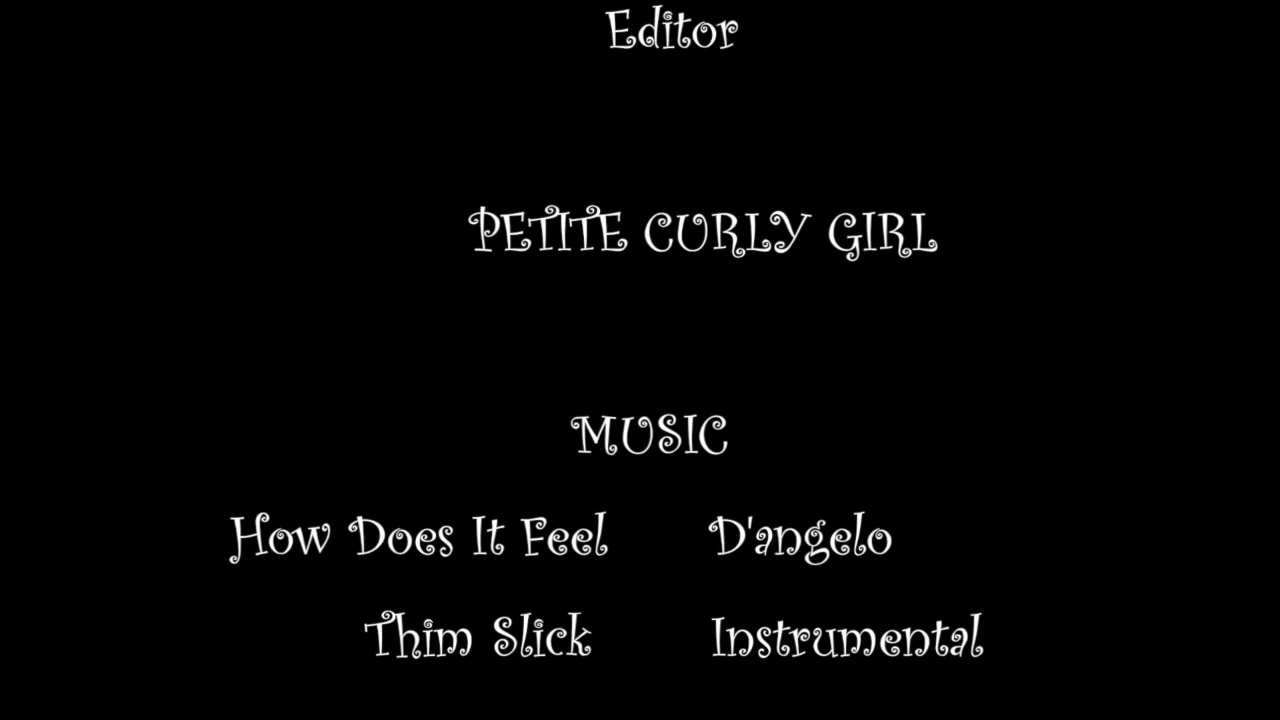 Editor
PETITE CURLY GIRL
MUSIC
How Does It Feel D'angelo
Thim Slick Instrumental